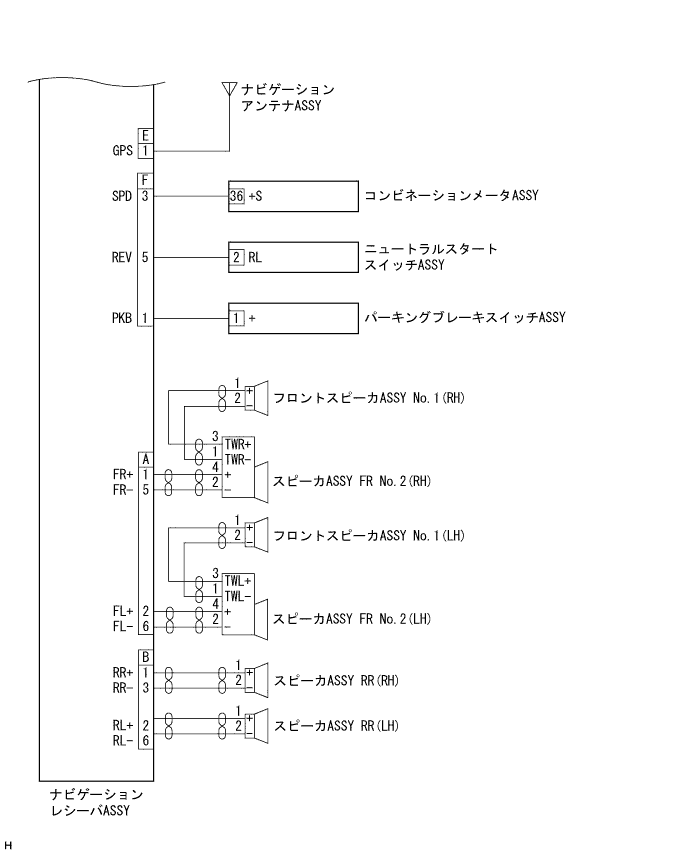 ナビゲーション
アンテナASSY
E
GPS 1
F
SPD 3 36 +S コンビネーションメータASSY
REV 5 2 RL ニュートラルスタート
スイッチASSY
PKB 1 1 + パーキングブレーキスイッチASSY
1 +
2 - フロントスピーカASSY No.1(RH)
3 TWR+
1 TWR-
A
FR+ 1 4 +
FR- 5 2 -
スピーカASSY FR No.2(RH)
1 +
2 - フロントスピーカASSY No.1(LH)
3 TWL+
1 TWL-
FL+ 2 4 +
FL- 6 2 -
スピーカASSY FR No.2(LH)
B
RR+ 1 1 +
RR- 3 2 -
スピーカASSY RR(RH)
RL+ 2 1 +
RL- 6 2 -
スピーカASSY RR(LH)
ナビゲーション
レシーバASSY
H